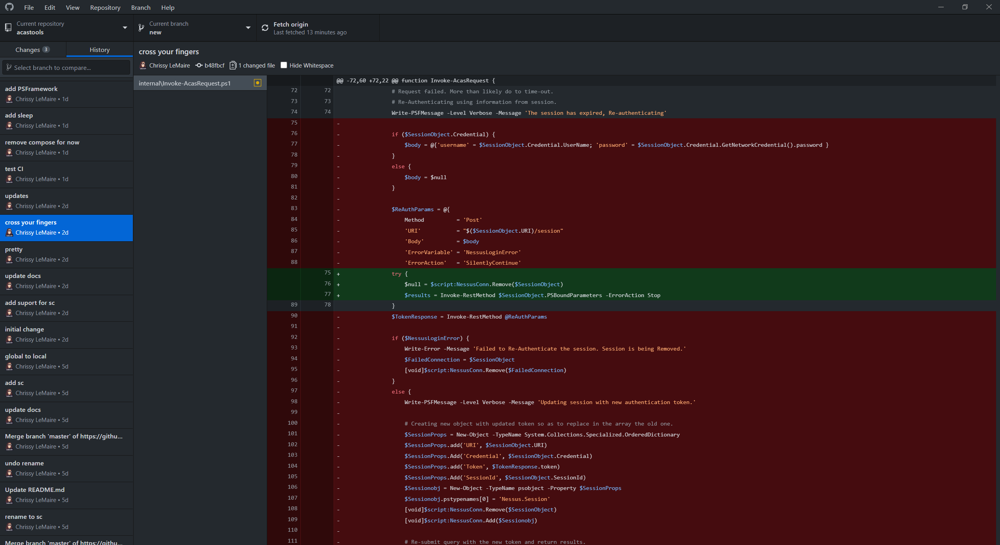 File Edit View Repository Branch Help
Current repository
acastools
Current branch
new
Fetch origin
Last fetched 13 minutes ago
Changes 3
History
Select branch to compare...
add PSFramework
Chrissy LeMaire • 1d
add sleep
Chrissy LeMaire • 1d
remove compose for now
Chrissy LeMaire • 1d
test CI
Chrissy LeMaire • 1d
updates
Chrissy LeMaire • 2d
cross your fingers
Chrissy LeMaire • 2d
pretty
Chrissy LeMaire • 2d
update docs
Chrissy LeMaire • 2d
add suport for sc
Chrissy LeMaire • 2d
initial change
Chrissy LeMaire • 2d
global to local
Chrissy LeMaire • 5d
add sc
Chrissy LeMaire • 5d
update docs
Chrissy LeMaire • 5d
Merge branch 'master' of https://githu...
Chrissy LeMaire • 5d
undo rename
Chrissy LeMaire • 5d
Update README.md
Chrissy LeMaire • 5d
rename to sc
Chrissy LeMaire • 5d
Merge branch 'master' of https://githu...
cross your fingers
Chrissy LeMaire b48fbcf 1 changed file Hide Whitespace
internal\Invoke-AcasRequest.ps1
@@ -72,60 +72,22 @@ function Invoke-AcasRequest {
72 72 # Request failed. More than likely do to time-out.
73 73 # Re-Authenticating using information from session.
74 74 Write-PSFMessage -Level Verbose -Message 'The session has expired, Re-authenticating'
75 -
76 - if ($SessionObject.Credential) {
77 - $body = @{'username' = $SessionObject.Credential.UserName; 'password' = $SessionObject.Credential.GetNetworkCredential().password }
78 - }
79 - else {
80 - $body = $null
81 - }
82 -
83 - $ReAuthParams = @{
84 - Method = 'Post'
85 - 'URI' = "$($SessionObject.URI)/session"
86 - 'Body' = $body
87 - 'ErrorVariable' = 'NessusLoginError'
88 - 'ErrorAction' = 'SilentlyContinue'
75 + try {
76 + $null = $script:NessusConn.Remove($SessionObject)
77 + $results = Invoke-RestMethod $SessionObject.PSBoundParameters -ErrorAction Stop
89 78 }
90 - $TokenResponse = Invoke-RestMethod @ReAuthParams
91 -
92 - if ($NessusLoginError) {
93 - Write-Error -Message 'Failed to Re-Authenticate the session. Session is being Removed.'
94 - $FailedConnection = $SessionObject
95 - [void]$script:NessusConn.Remove($FailedConnection)
96 - }
97 - else {
98 - Write-PSFMessage -Level Verbose -Message 'Updating session with new authentication token.'
99 -
100 - # Creating new object with updated token so as to replace in the array the old one.
101 - $SessionProps = New-Object -TypeName System.Collections.Specialized.OrderedDictionary
102 - $SessionProps.add('URI', $SessionObject.URI)
103 - $SessionProps.Add('Credential', $SessionObject.Credential)
104 - $SessionProps.add('Token', $TokenResponse.token)
105 - $SessionProps.Add('SessionId', $SessionObject.SessionId)
106 - $Sessionobj = New-Object -TypeName psobject -Property $SessionProps
107 - $Sessionobj.pstypenames[0] = 'Nessus.Session'
108 - [void]$script:NessusConn.Remove($SessionObject)
109 - [void]$script:NessusConn.Add($Sessionobj)
110 -
111 - # Re-submit query with the new token and return results.